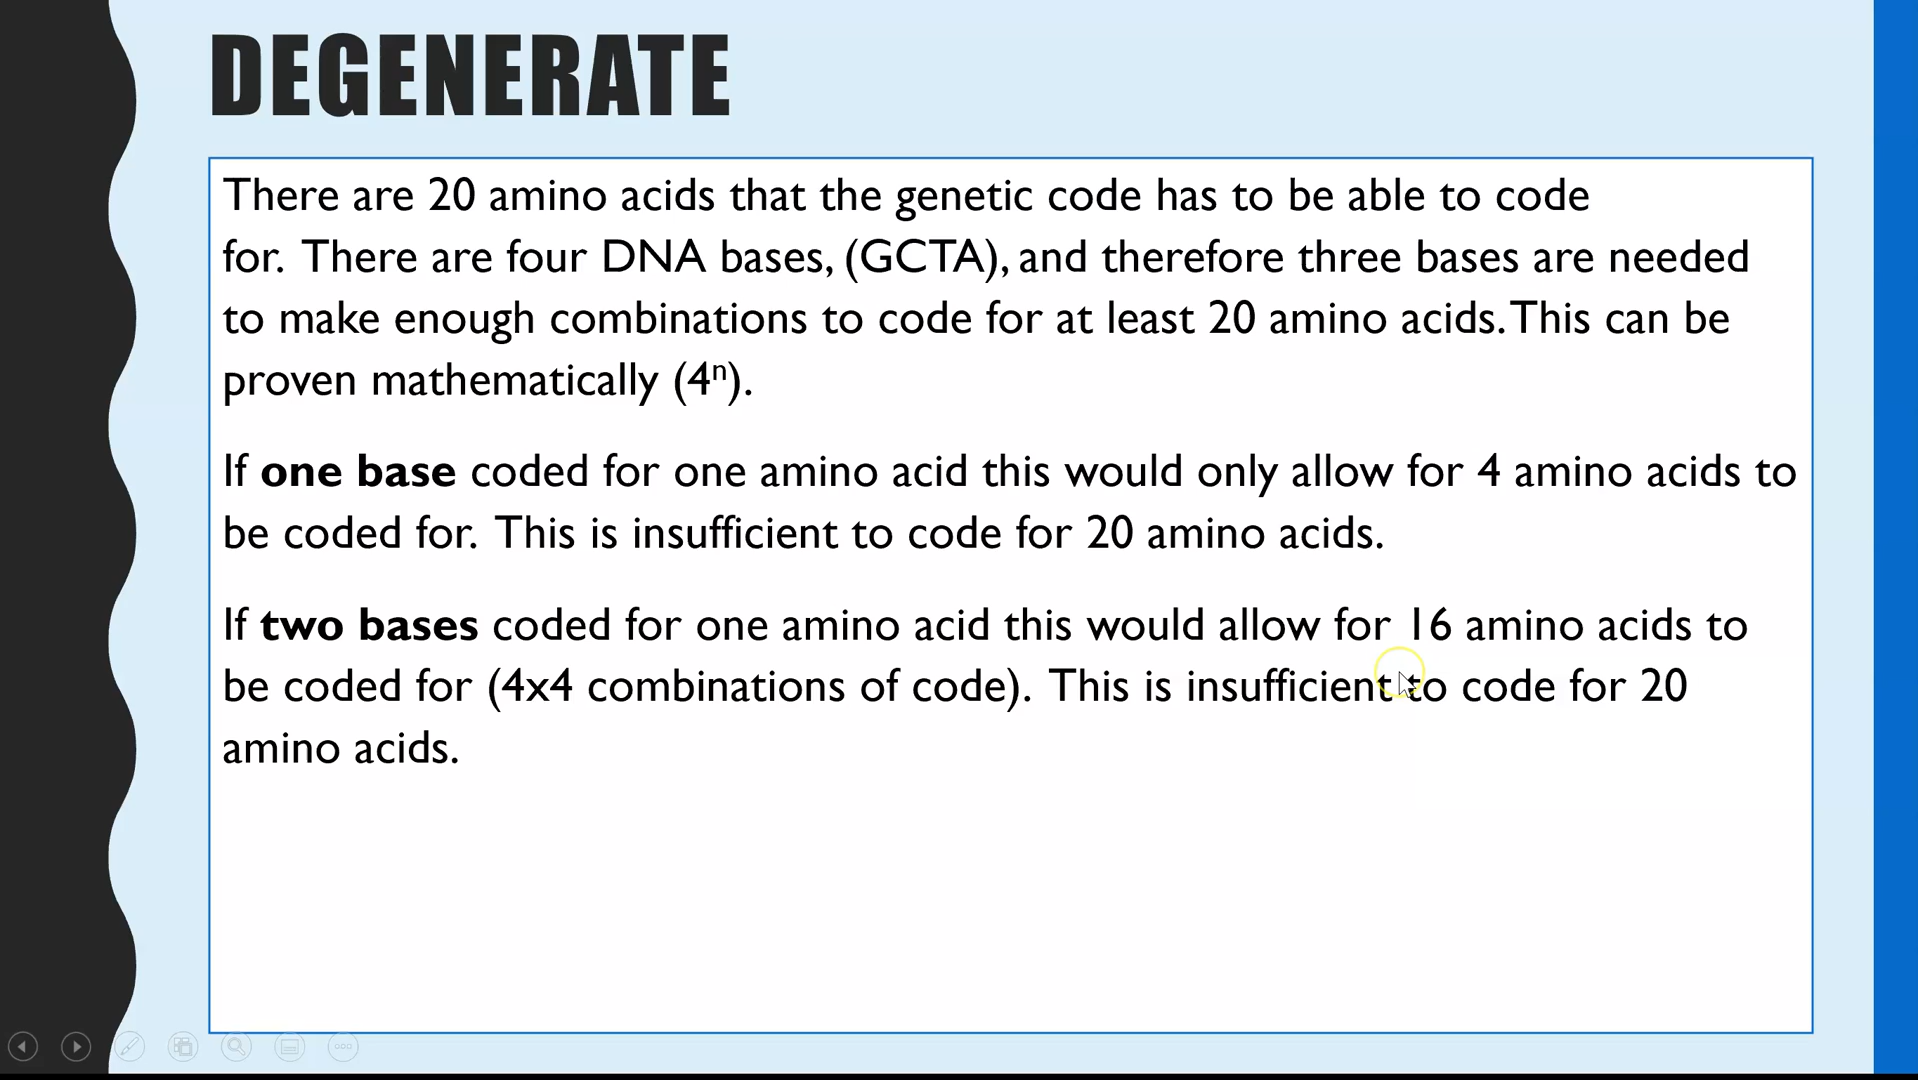 DEGENERATE
There are 20 amino acids that the genetic code has to be able to code
for. There are four DNA bases, (GCTA), and therefore three bases are needed
to make enough combinations to code for at least 20 amino acids. This can be
proven mathematically (4ⁿ).
If one base coded for one amino acid this would only allow for 4 amino acids to
be coded for. This is insufficient to code for 20 amino acids.
If two bases coded for one amino acid this would allow for 16 amino acids to
be coded for (4x4 combinations of code). This is insufficient to code for 20
amino acids.